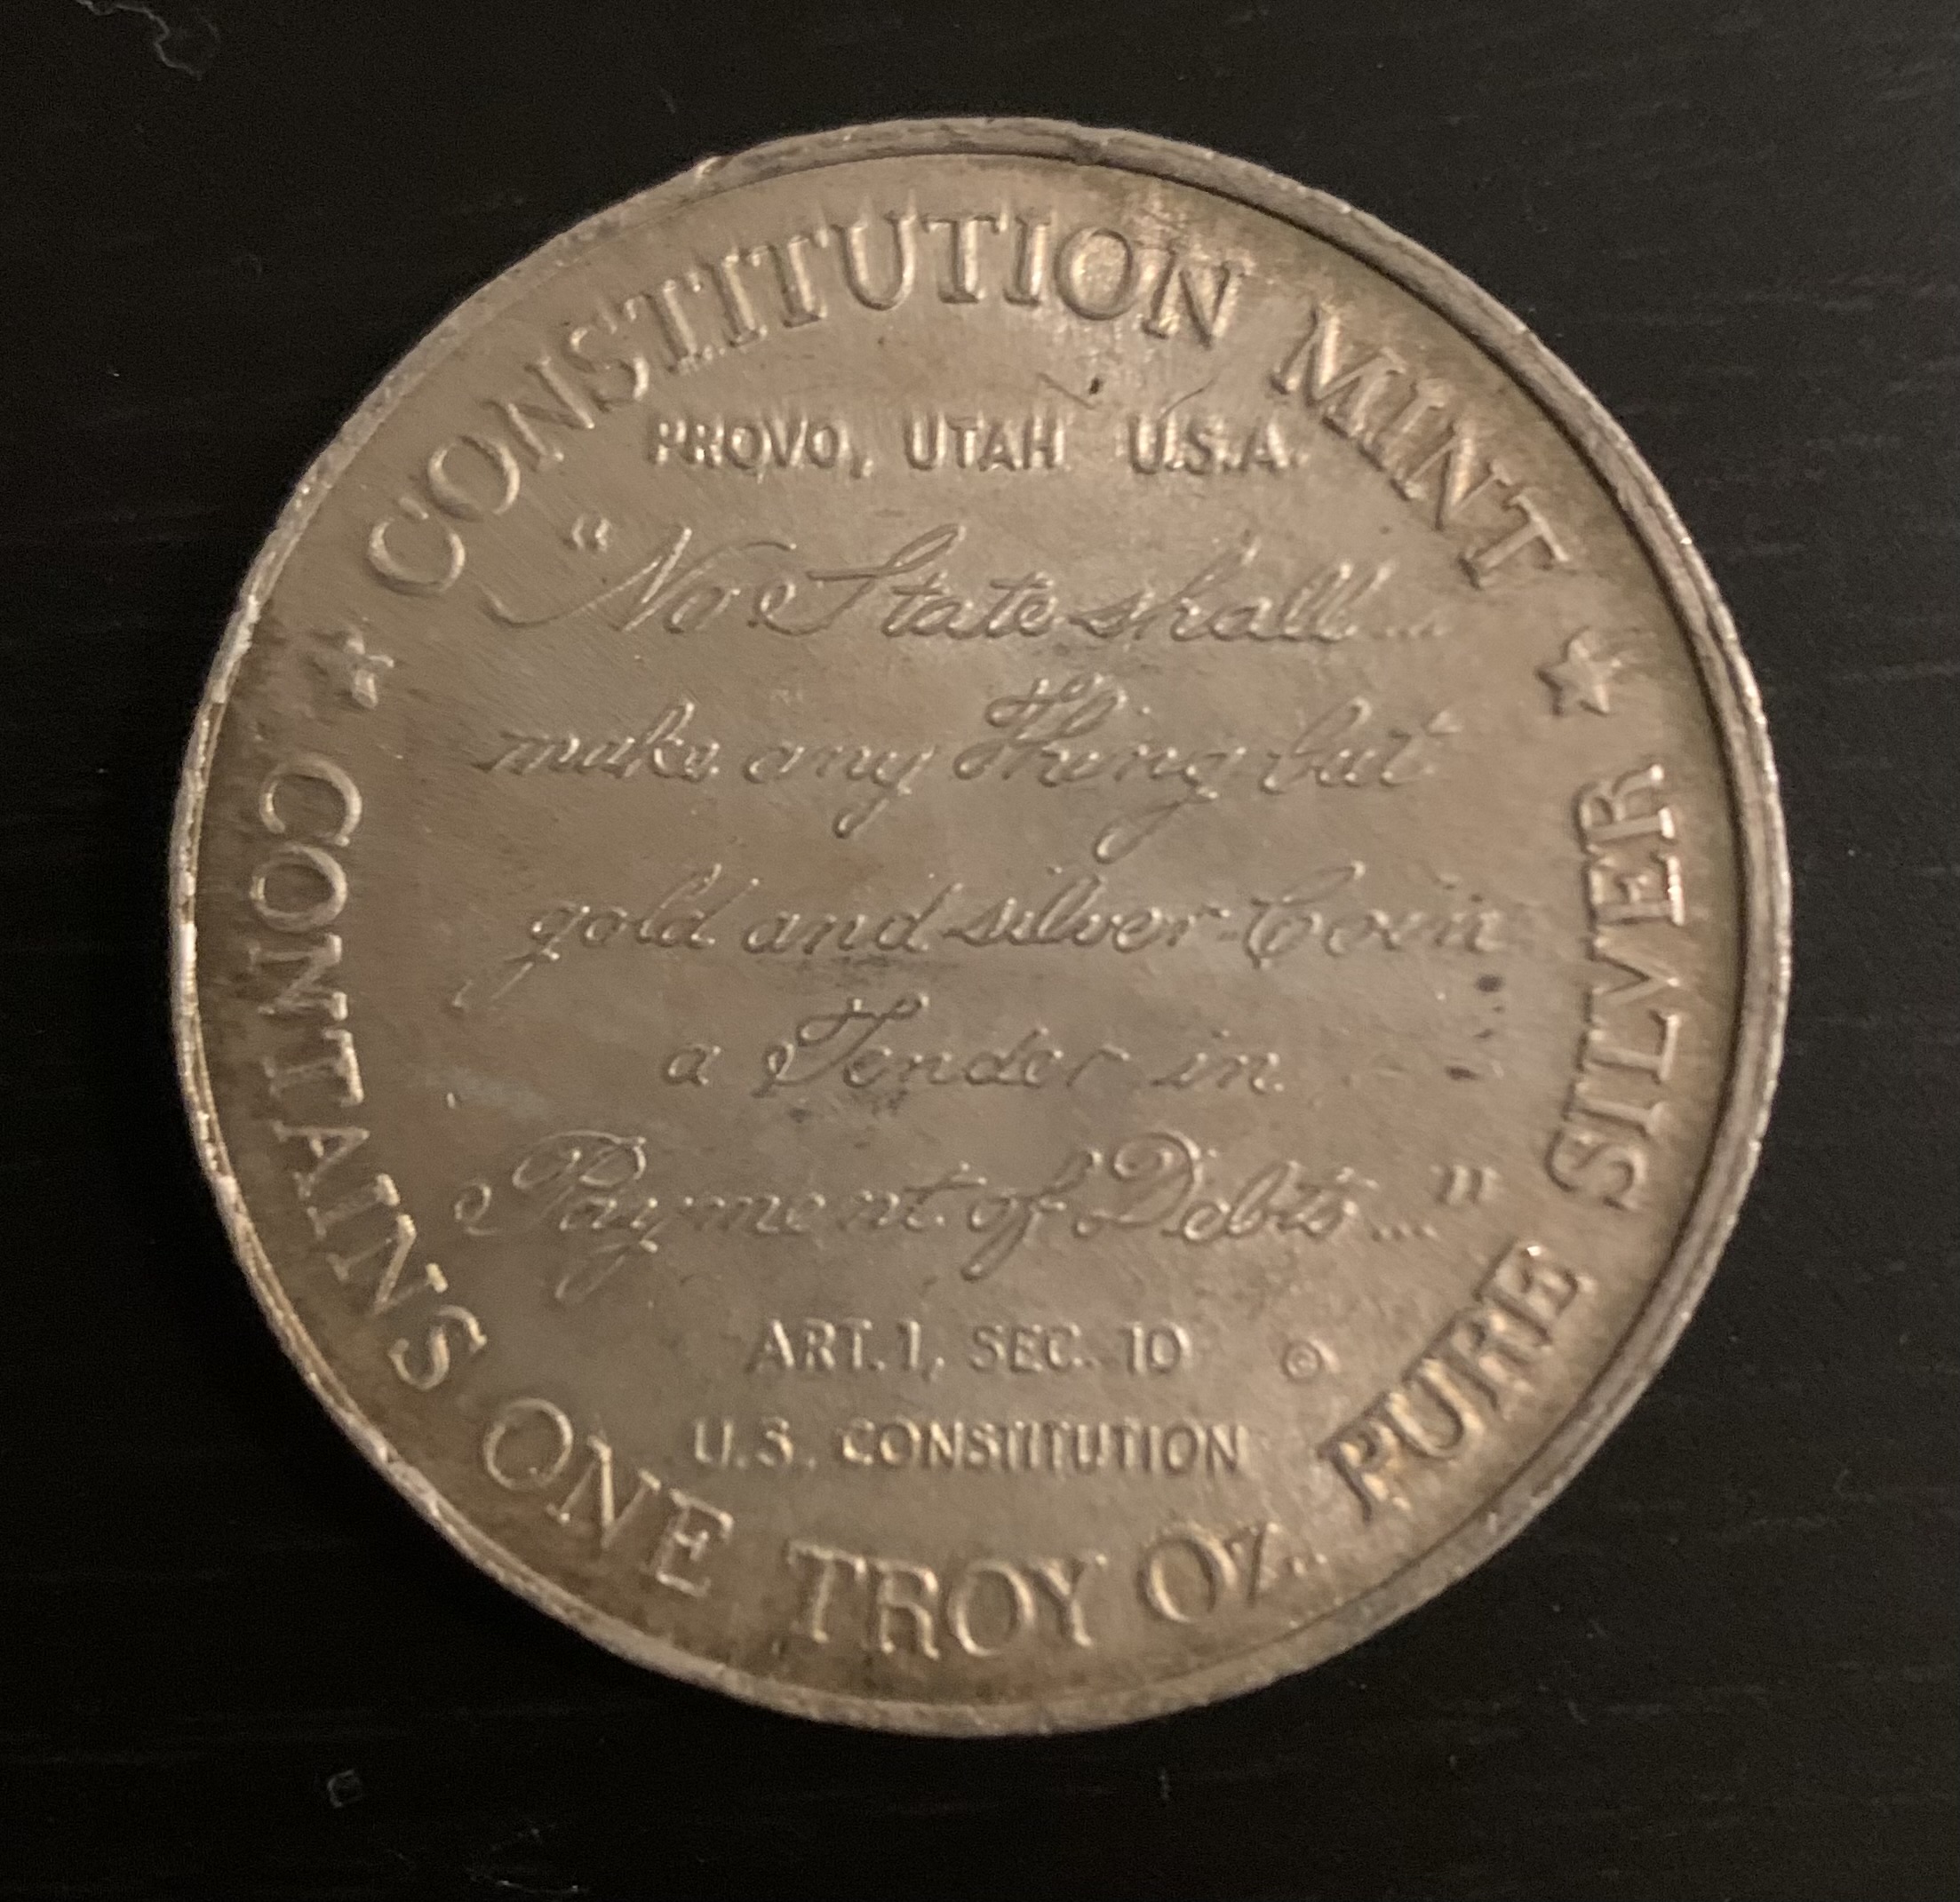 CONSTITUTION MINT
PROVO, UTAH U.S.A.
"No State shall...
make any Thing but
gold and silver Coin
a Tender in
Payment of Debts..."
ART. 1, SEC. 10 ©
U.S. CONSTITUTION
CONTAINS ONE TROY OZ. PURE SILVER